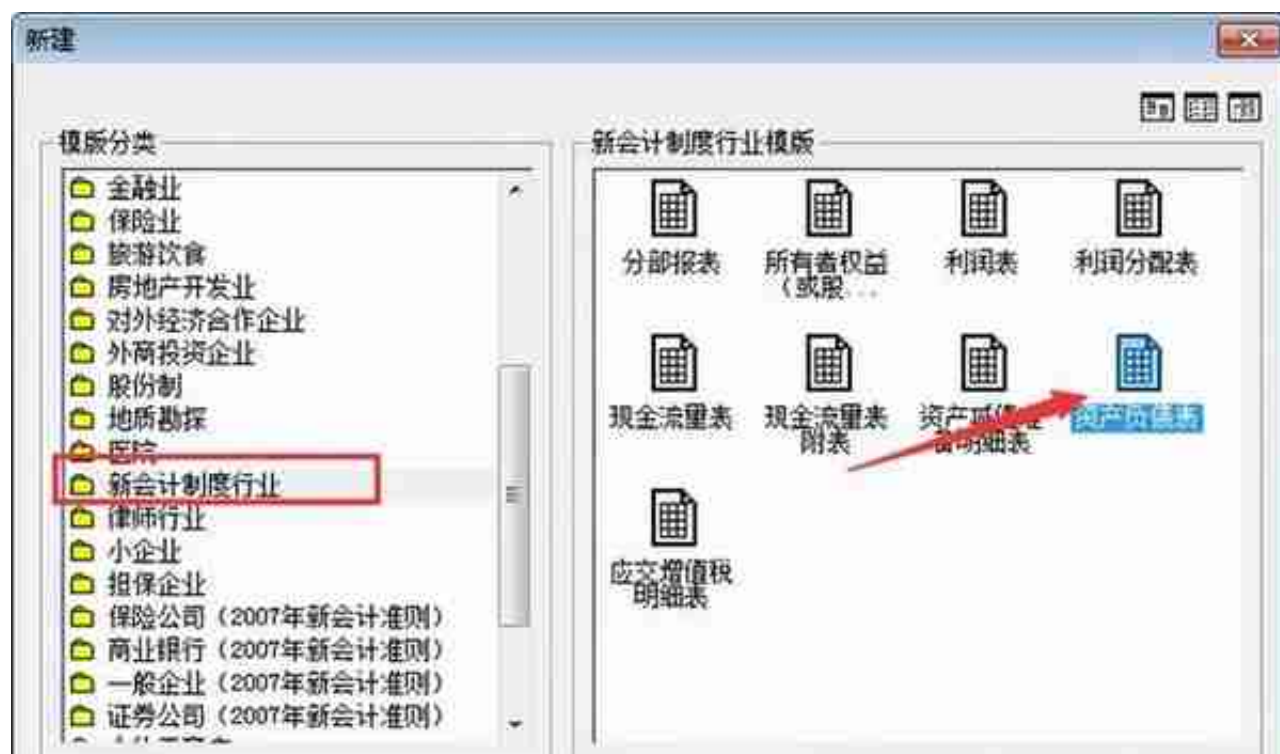 新建
模版分类
金融业
保险业
旅游饮食
房地产开发业
对外经济合作企业
外商投资企业
股份制
地质勘探
医院
新会计制度行业
律师行业
小企业
担保企业
保险公司（2007年新会计准则）
商业银行（2007年新会计准则）
一般企业（2007年新会计准则）
证券公司（2007年新会计准则）
新会计制度行业模版
分部报表
所有者权益
（或股...
利润表
利润分配表
现金流量表
现金流量表
附表
资产减值准
备明细表
资产负债表
应交增值税
明细表